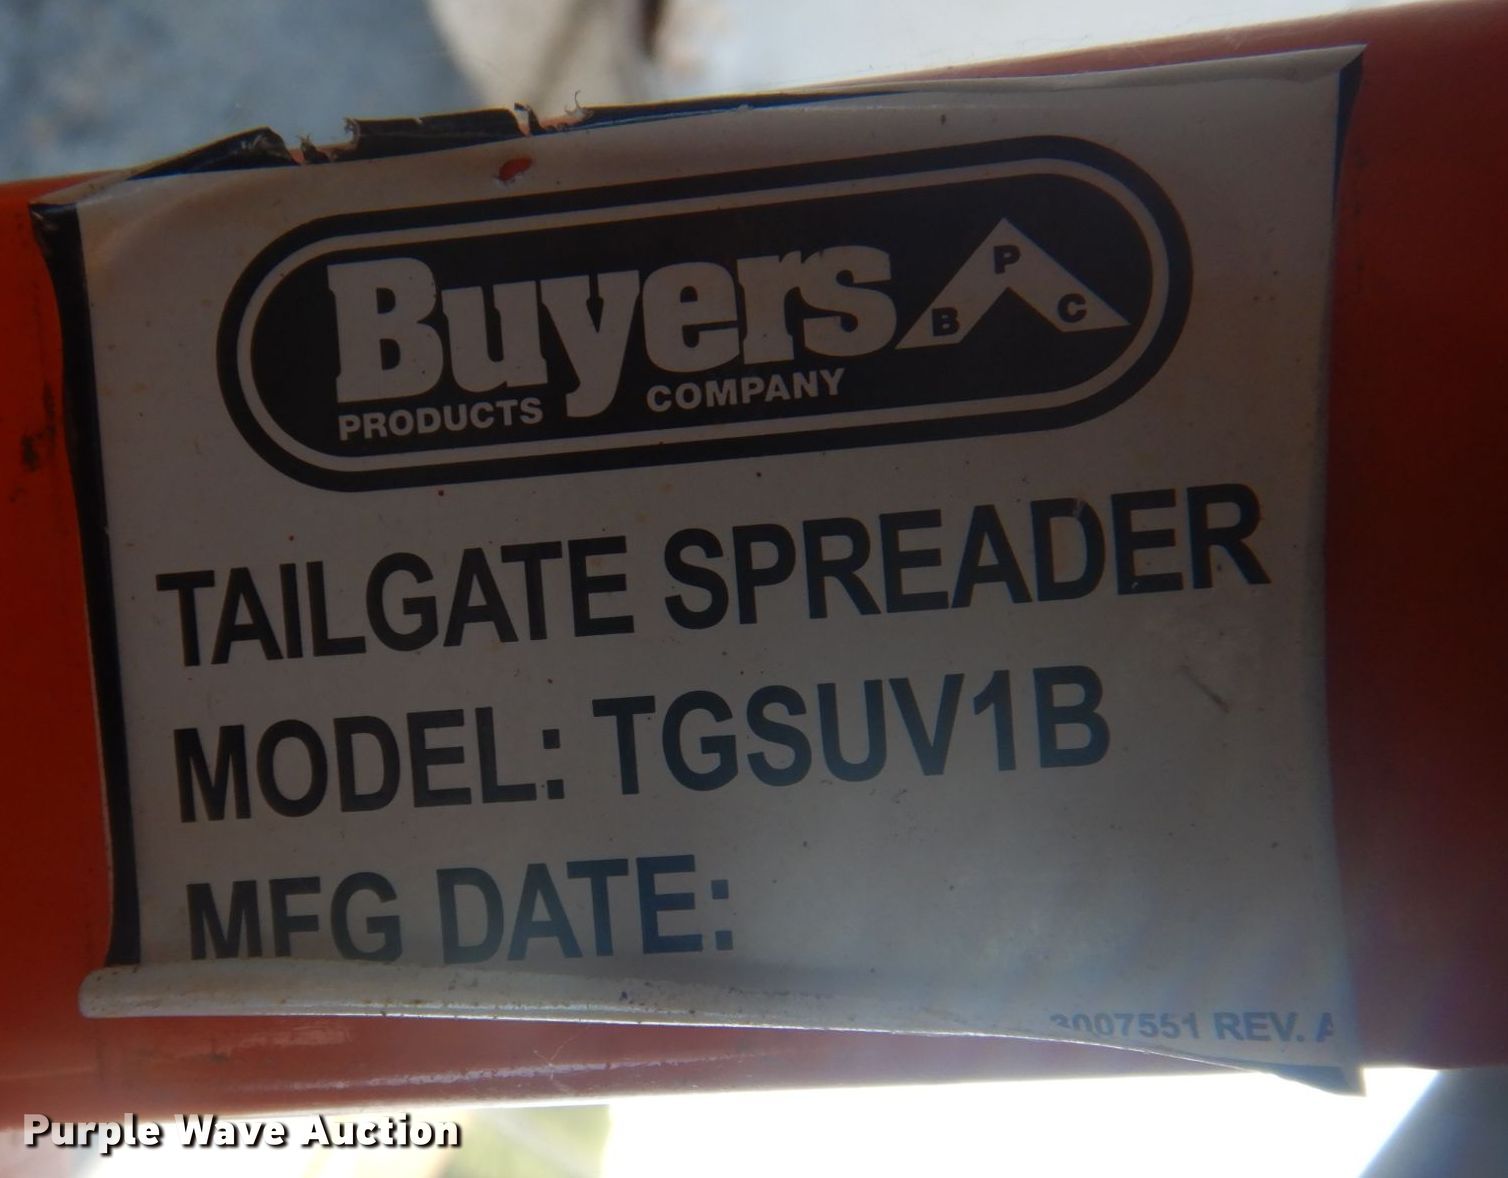 Buyers
PRODUCTS COMPANY
B P C
TAILGATE SPREADER
MODEL: TGSUV1B
MFG DATE:
3007551 REV. A
Purple Wave Auction